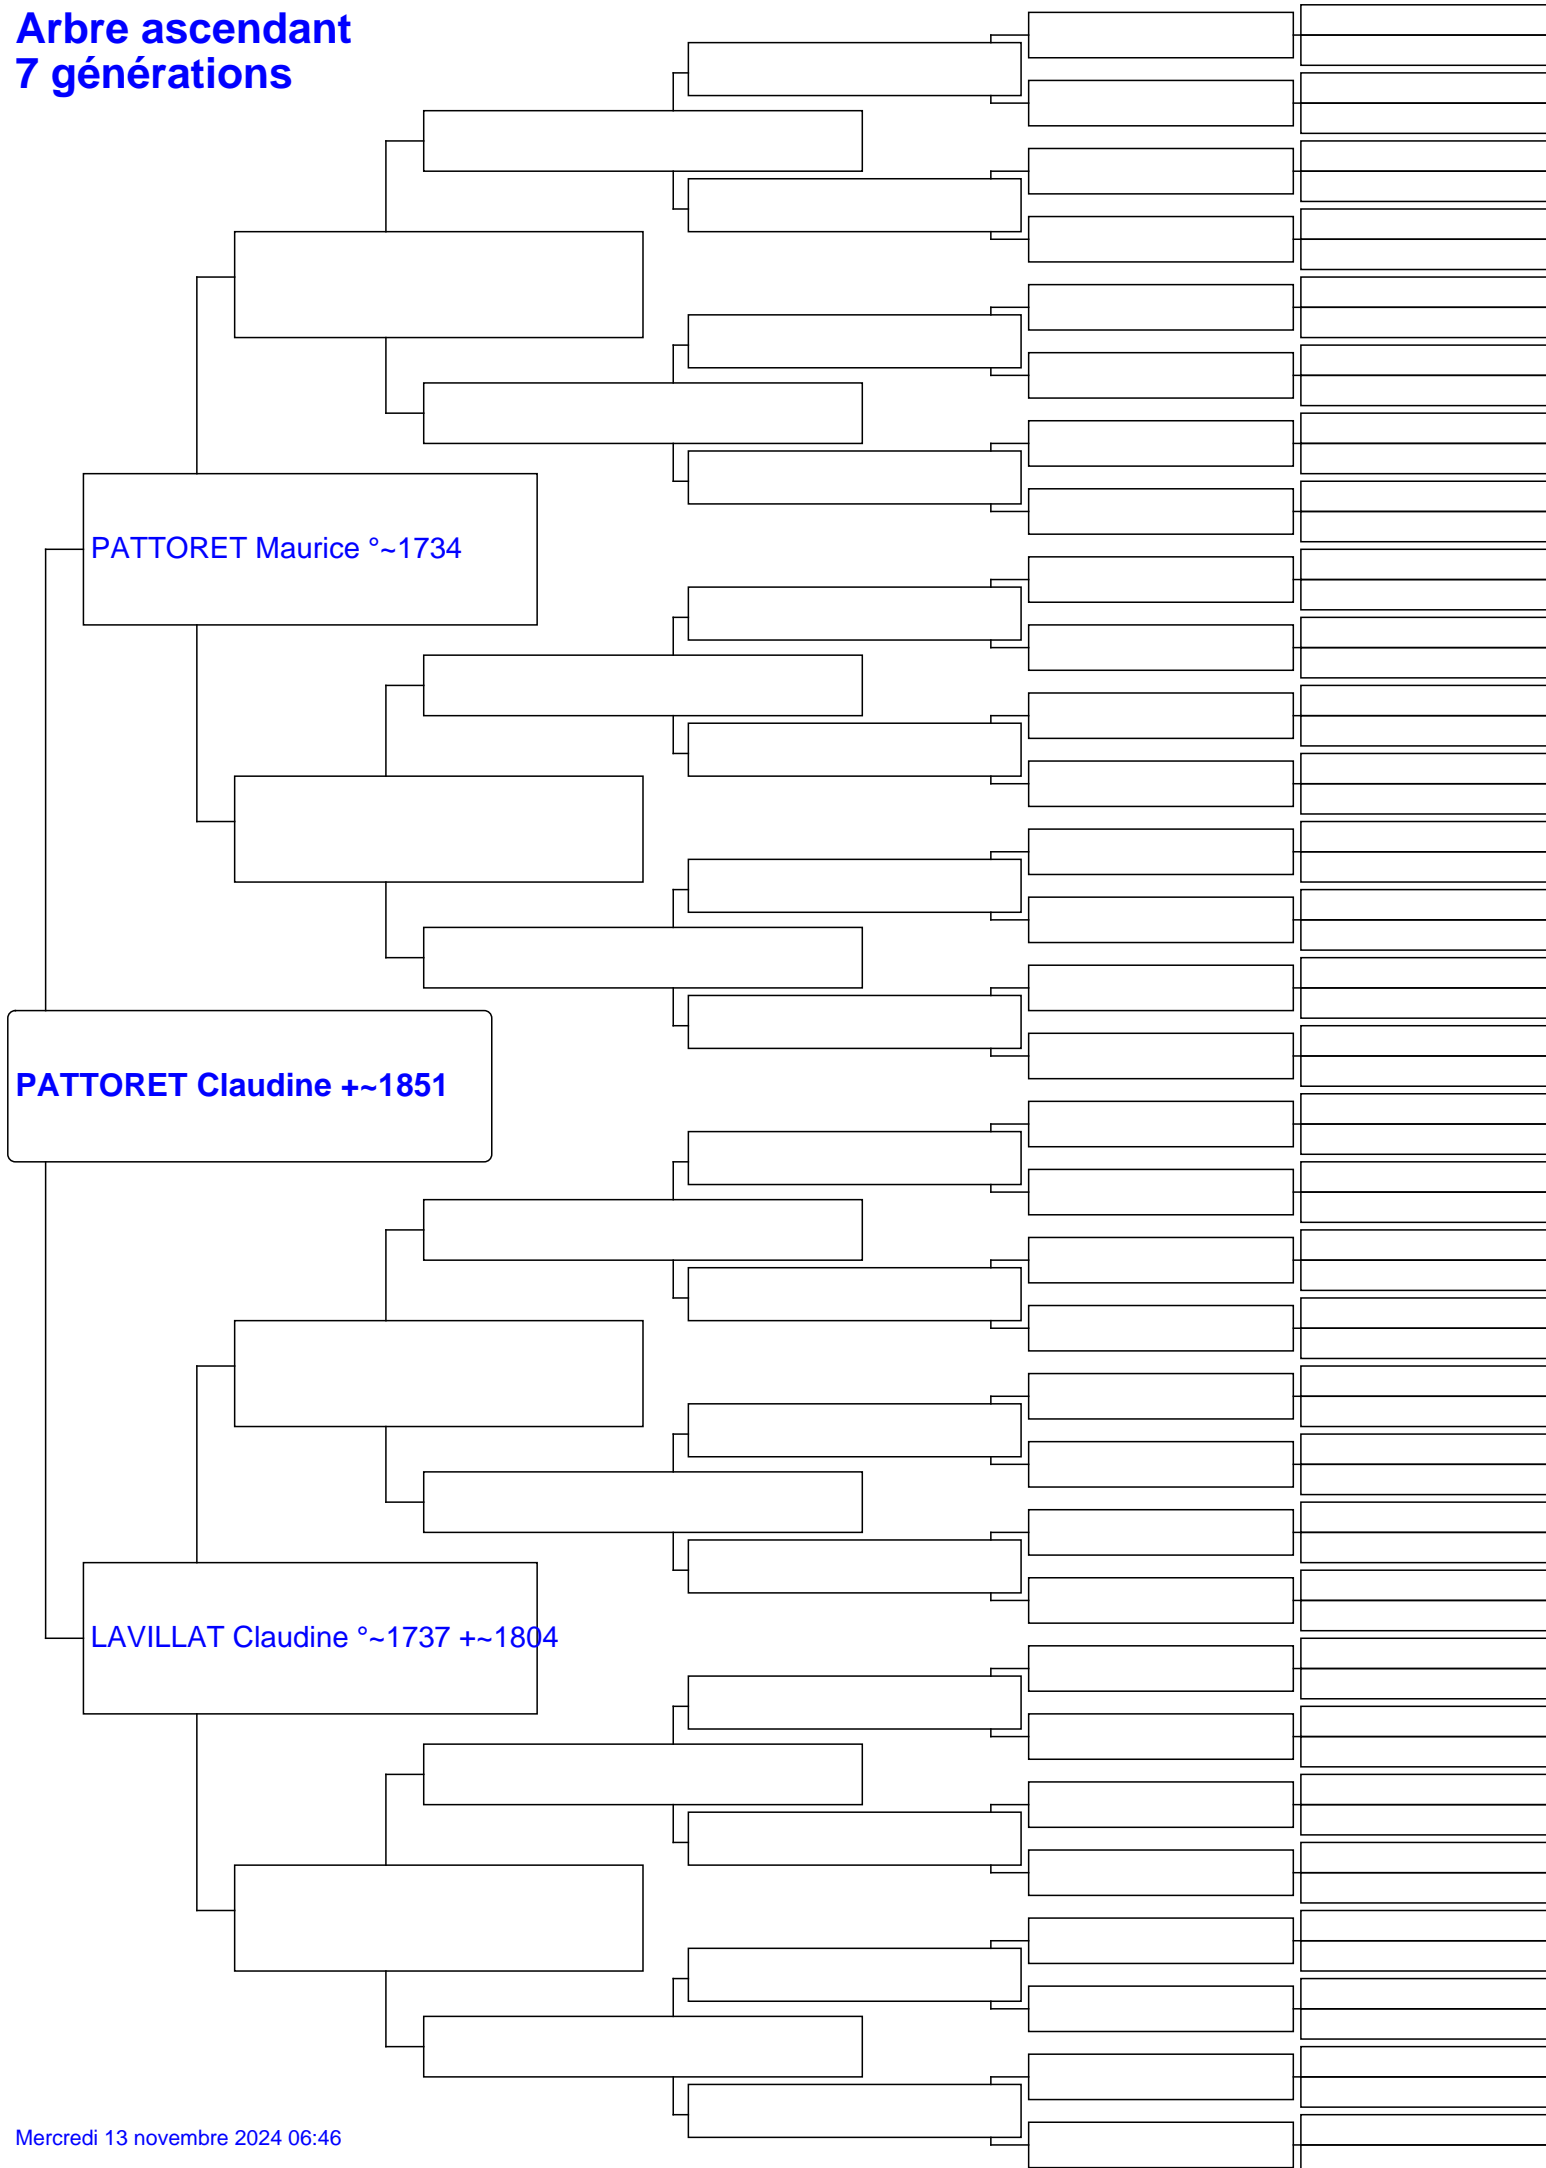 Arbre ascendant
7 générations
PATTORET Maurice °~1734
PATTORET Claudine +~1851
LAVILLAT Claudine °~1737 +~1804
Mercredi 13 novembre 2024 06:46